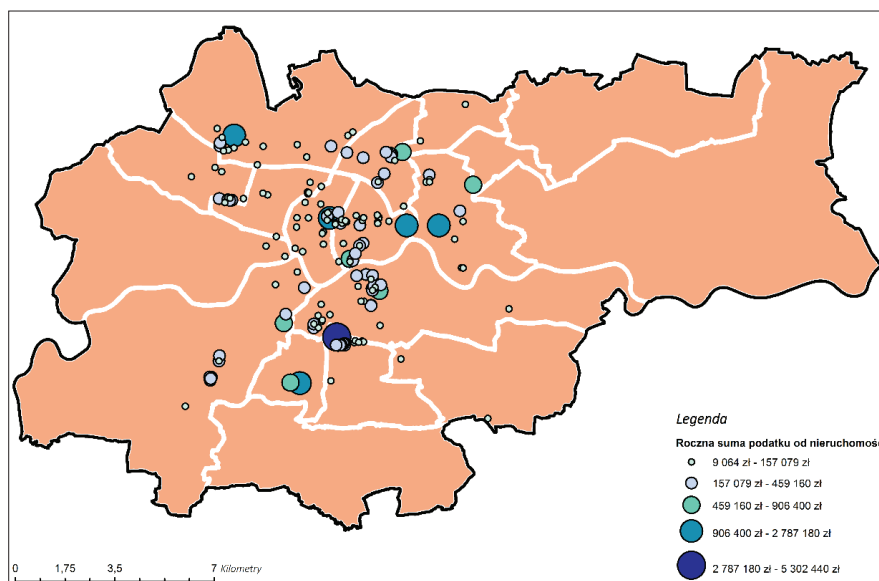 Legenda
Roczna suma podatku od nieruchomośc
9 064 zł - 157 079 zł
157 079 zł - 459 160 zł
459 160 zł - 906 400 zł
906 400 zł - 2 787 180 zł
2 787 180 zł - 5 302 440 zł
0 1,75 3,5 7 Kilometry